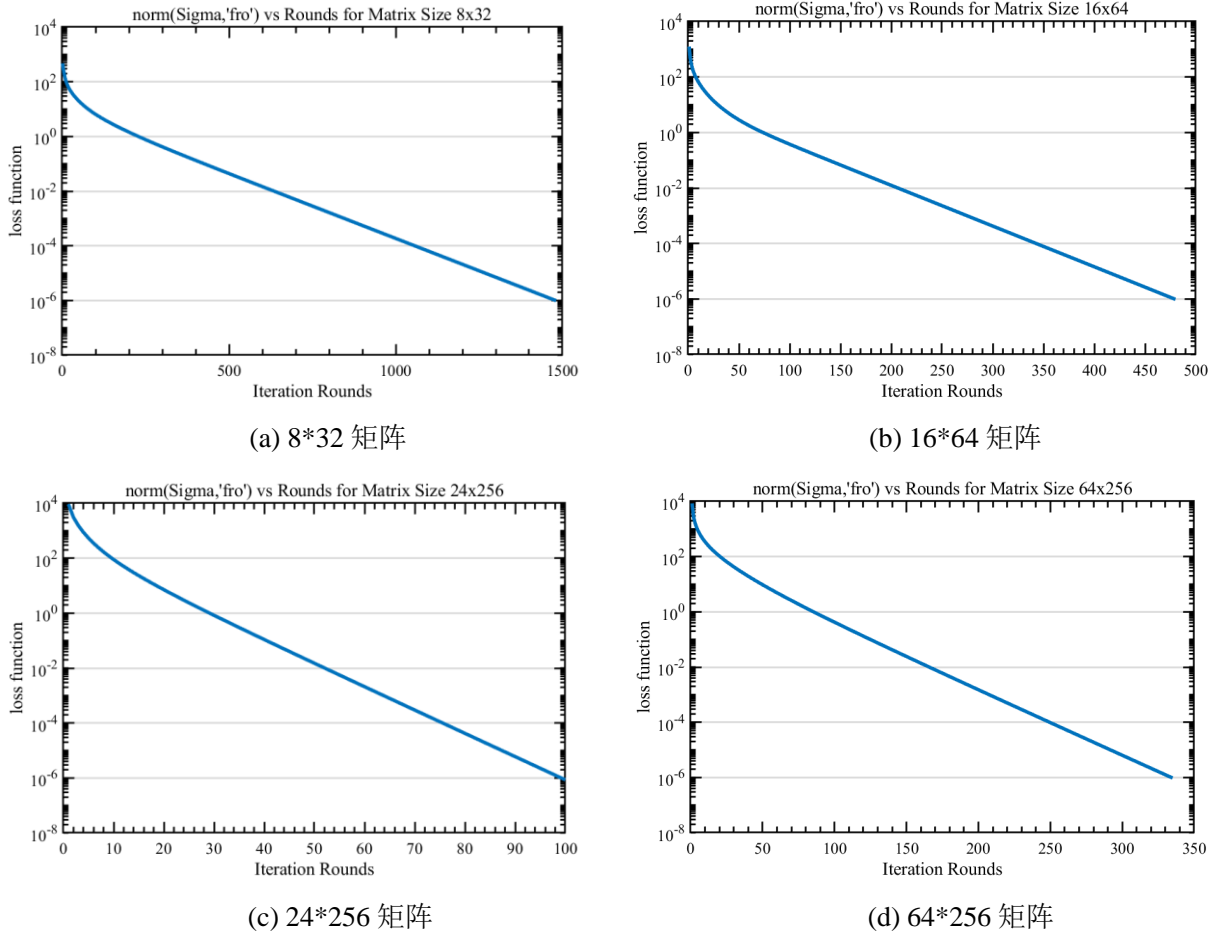 norm(Sigma,'fro') vs Rounds for Matrix Size 8x32
10^4
10^2
10^0
10^-2
10^-4
10^-6
10^-8
loss function
0 500 1000 1500
Iteration Rounds
(a) 8*32 矩阵
norm(Sigma,'fro') vs Rounds for Matrix Size 16x64
10^4
10^2
10^0
10^-2
10^-4
10^-6
10^-8
loss function
0 50 100 150 200 250 300 350 400 450 500
Iteration Rounds
(b) 16*64 矩阵
norm(Sigma,'fro') vs Rounds for Matrix Size 24x256
10^4
10^2
10^0
10^-2
10^-4
10^-6
10^-8
loss function
0 10 20 30 40 50 60 70 80 90 100
Iteration Rounds
(c) 24*256 矩阵
norm(Sigma,'fro') vs Rounds for Matrix Size 64x256
10^4
10^2
10^0
10^-2
10^-4
10^-6
10^-8
loss function
0 50 100 150 200 250 300 350
Iteration Rounds
(d) 64*256 矩阵